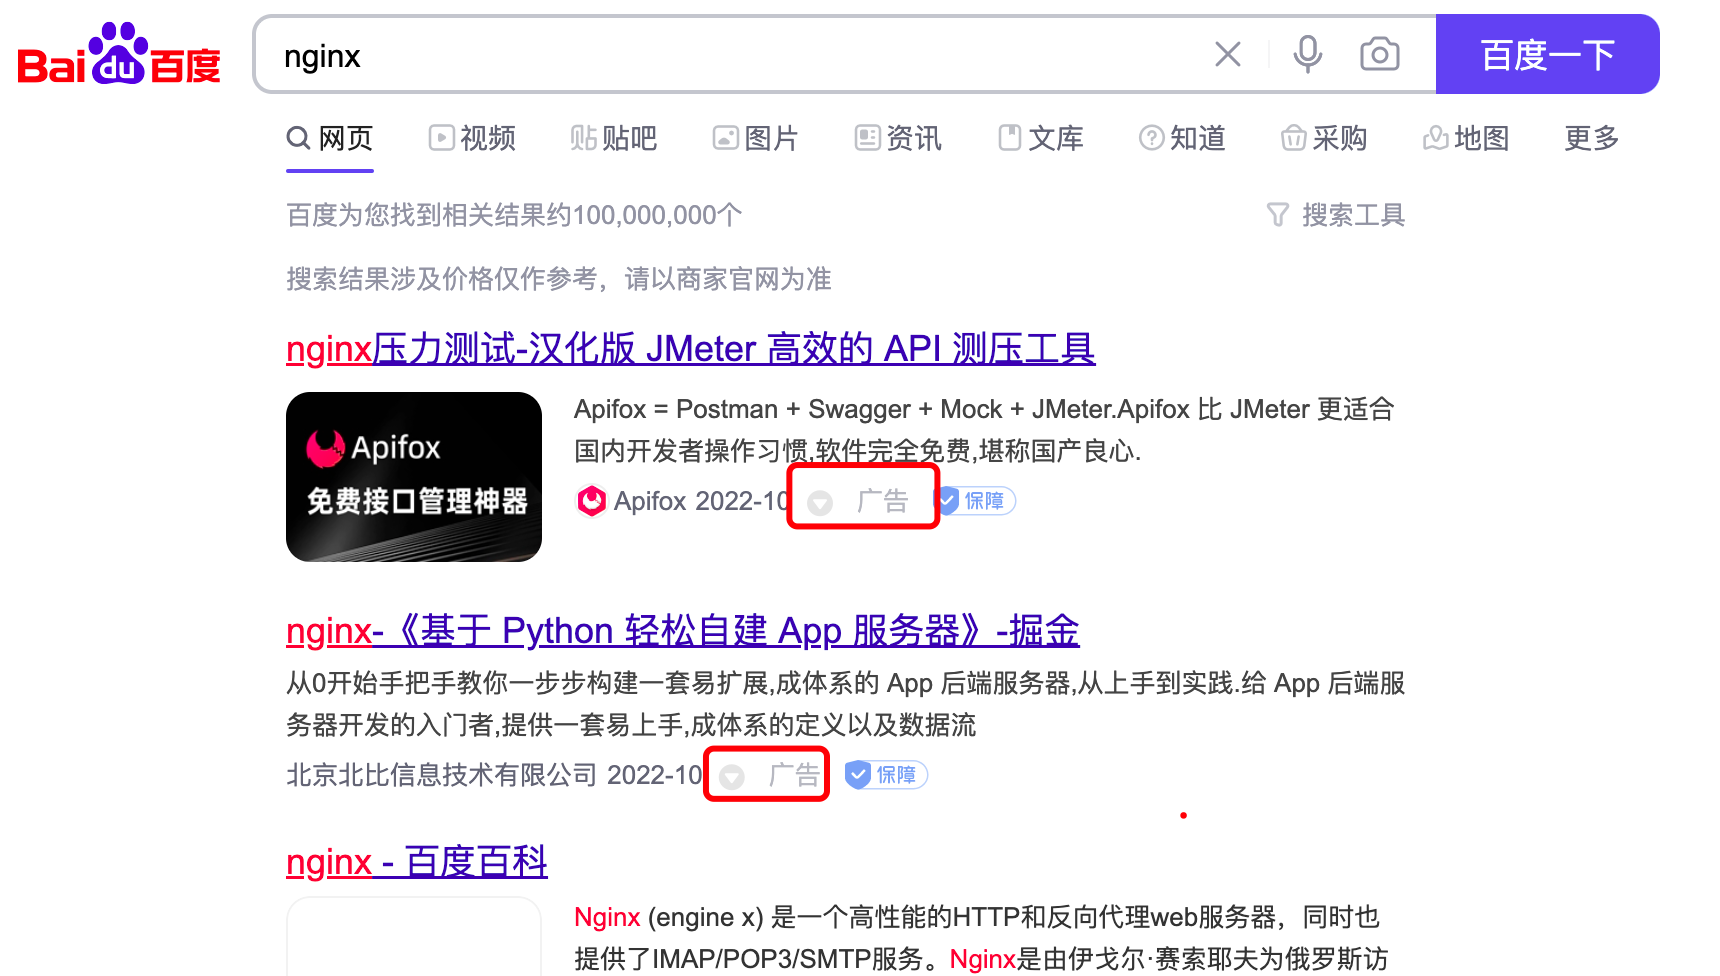 Bai du 百度
nginx
百度一下
网页 视频 贴 贴吧 图片 资讯 文库 知道 采购 地图 更多
百度为您找到相关结果约100,000,000个
搜索工具
搜索结果涉及价格仅作参考，请以商家官网为准
nginx压力测试-汉化版 JMeter 高效的 API 测压工具
Apifox
免费接口管理神器
Apifox = Postman + Swagger + Mock + JMeter.Apifox 比 JMeter 更适合
国内开发者操作习惯,软件完全免费,堪称国产良心.
Apifox 2022-10 广告 保障
nginx-《基于 Python 轻松自建 App 服务器》-掘金
从0开始手把手教你一步步构建一套易扩展,成体系的 App 后端服务器,从上手到实践.给 App 后端服
务器开发的入门者,提供一套易上手,成体系的定义以及数据流
北京北比信息技术有限公司 2022-10 广告 保障
nginx - 百度百科
Nginx (engine x) 是一个高性能的HTTP和反向代理web服务器，同时也
提供了IMAP/POP3/SMTP服务。Nginx是由伊戈尔·赛索耶夫为俄罗斯访